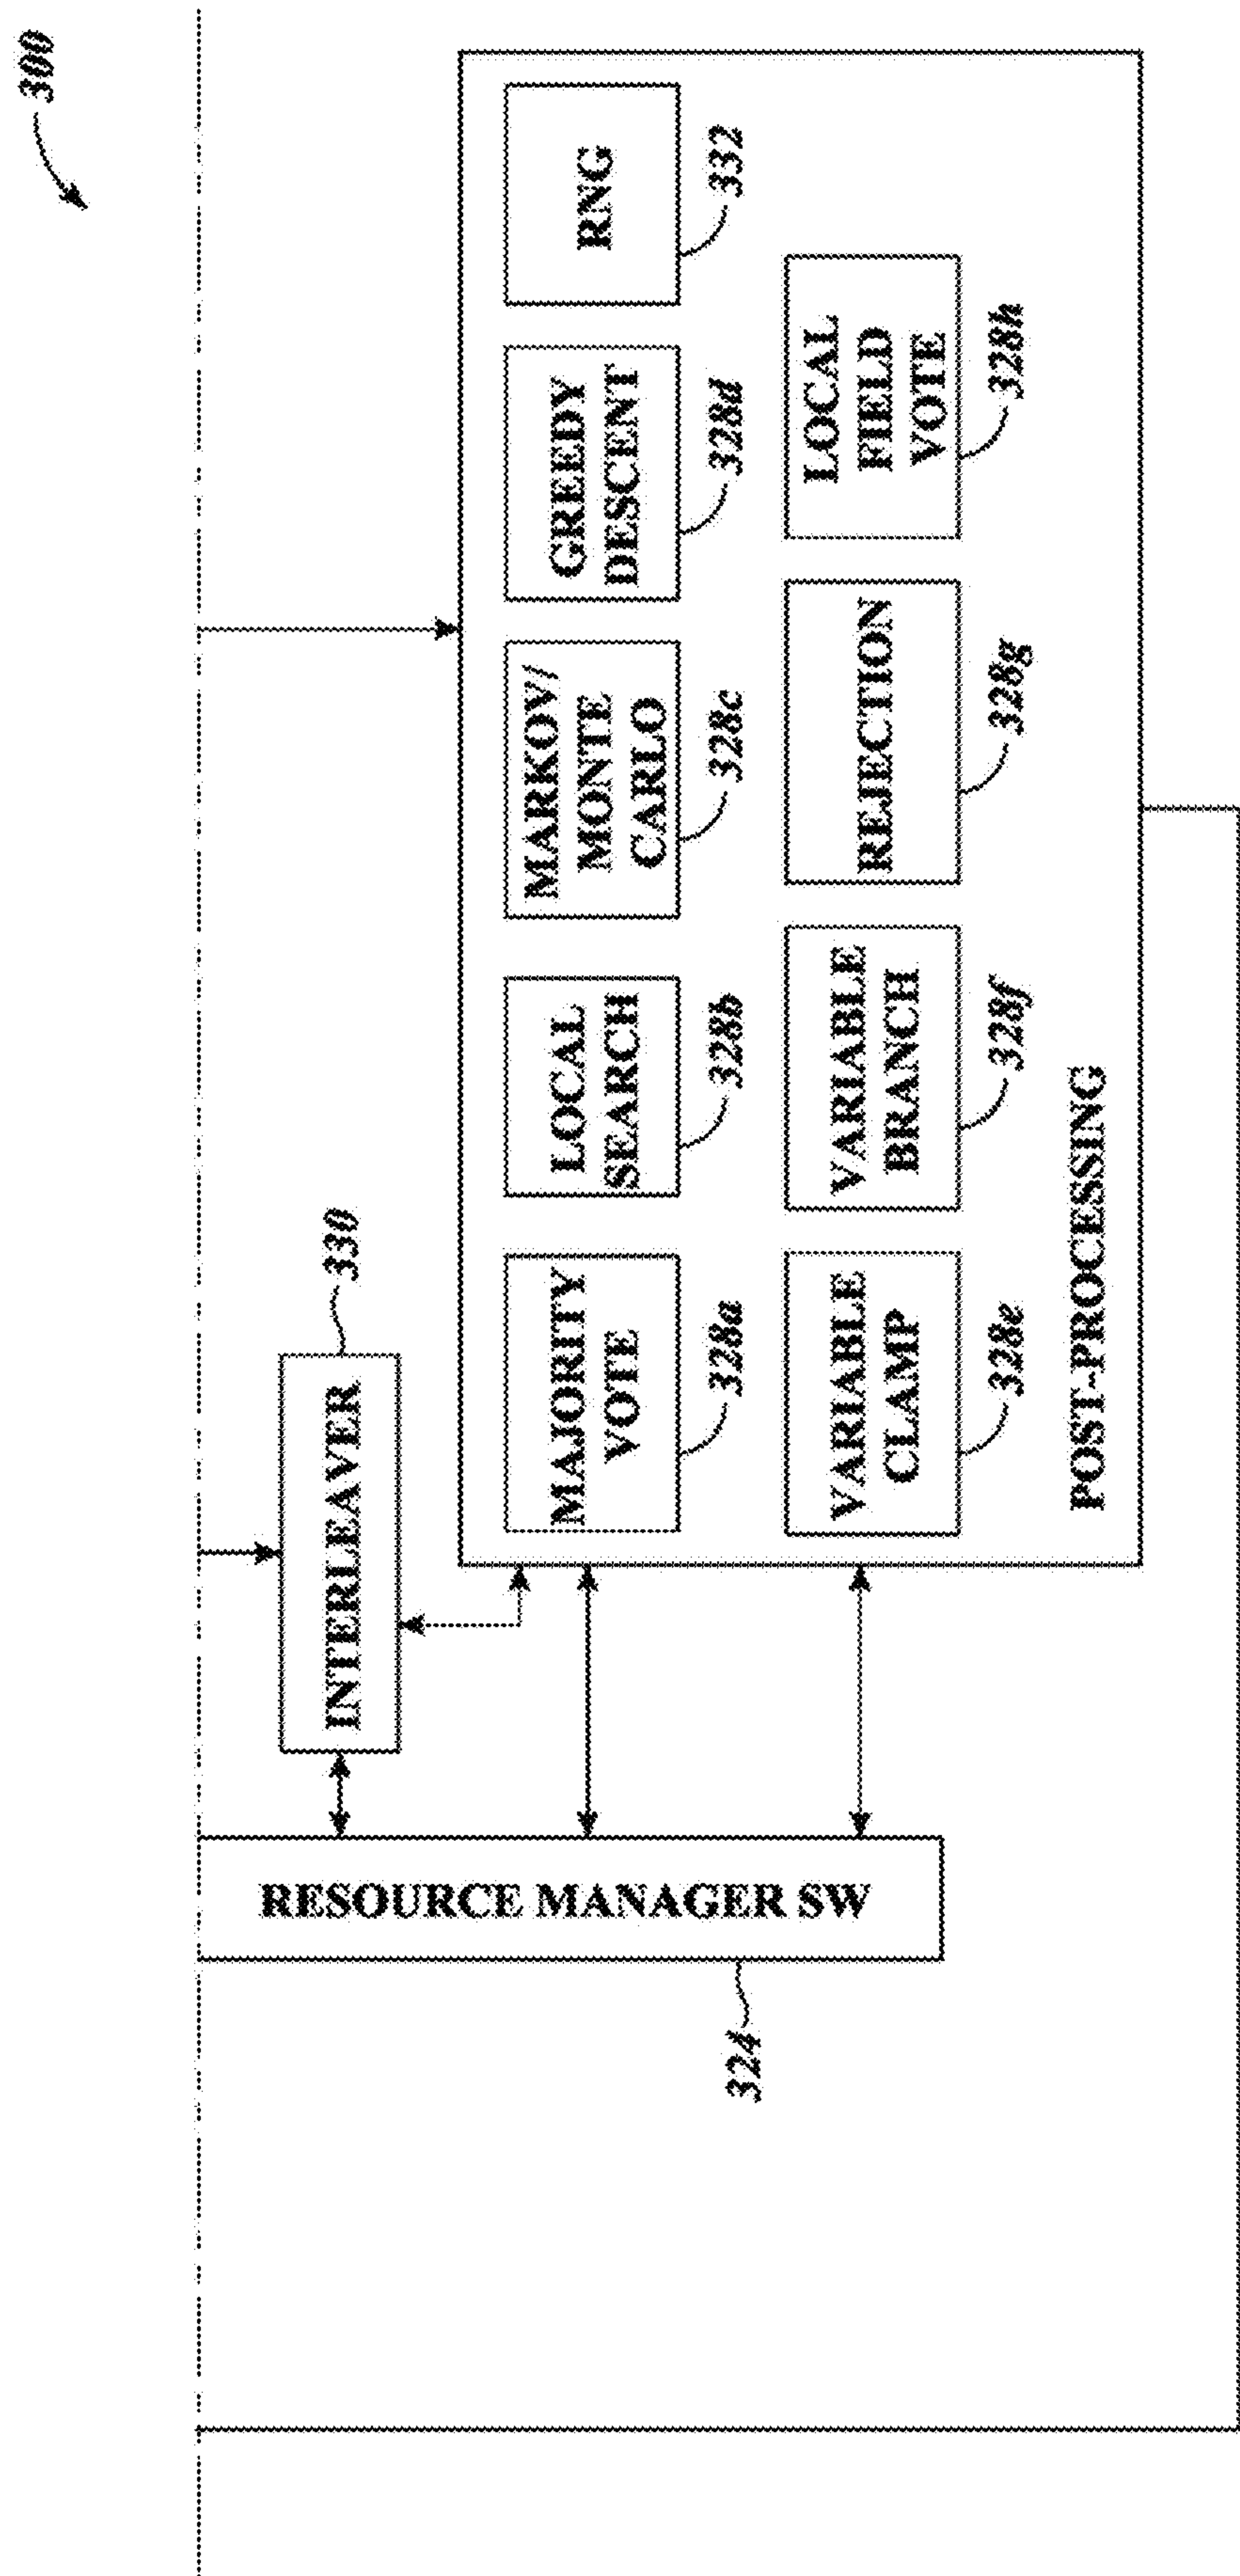 300
INTERLEAVER
330
RESOURCE MANAGER SW
324
MAJORITY
VOTE
328a
LOCAL
SEARCH
328b
MARKOV/
MONTE
CARLO
328c
GREEDY
DESCENT
328d
RNG
332
VARIABLE
CLAMP
328e
VARIABLE
BRANCH
328f
REJECTION
328g
LOCAL
FIELD
VOTE
328h
POST-PROCESSING